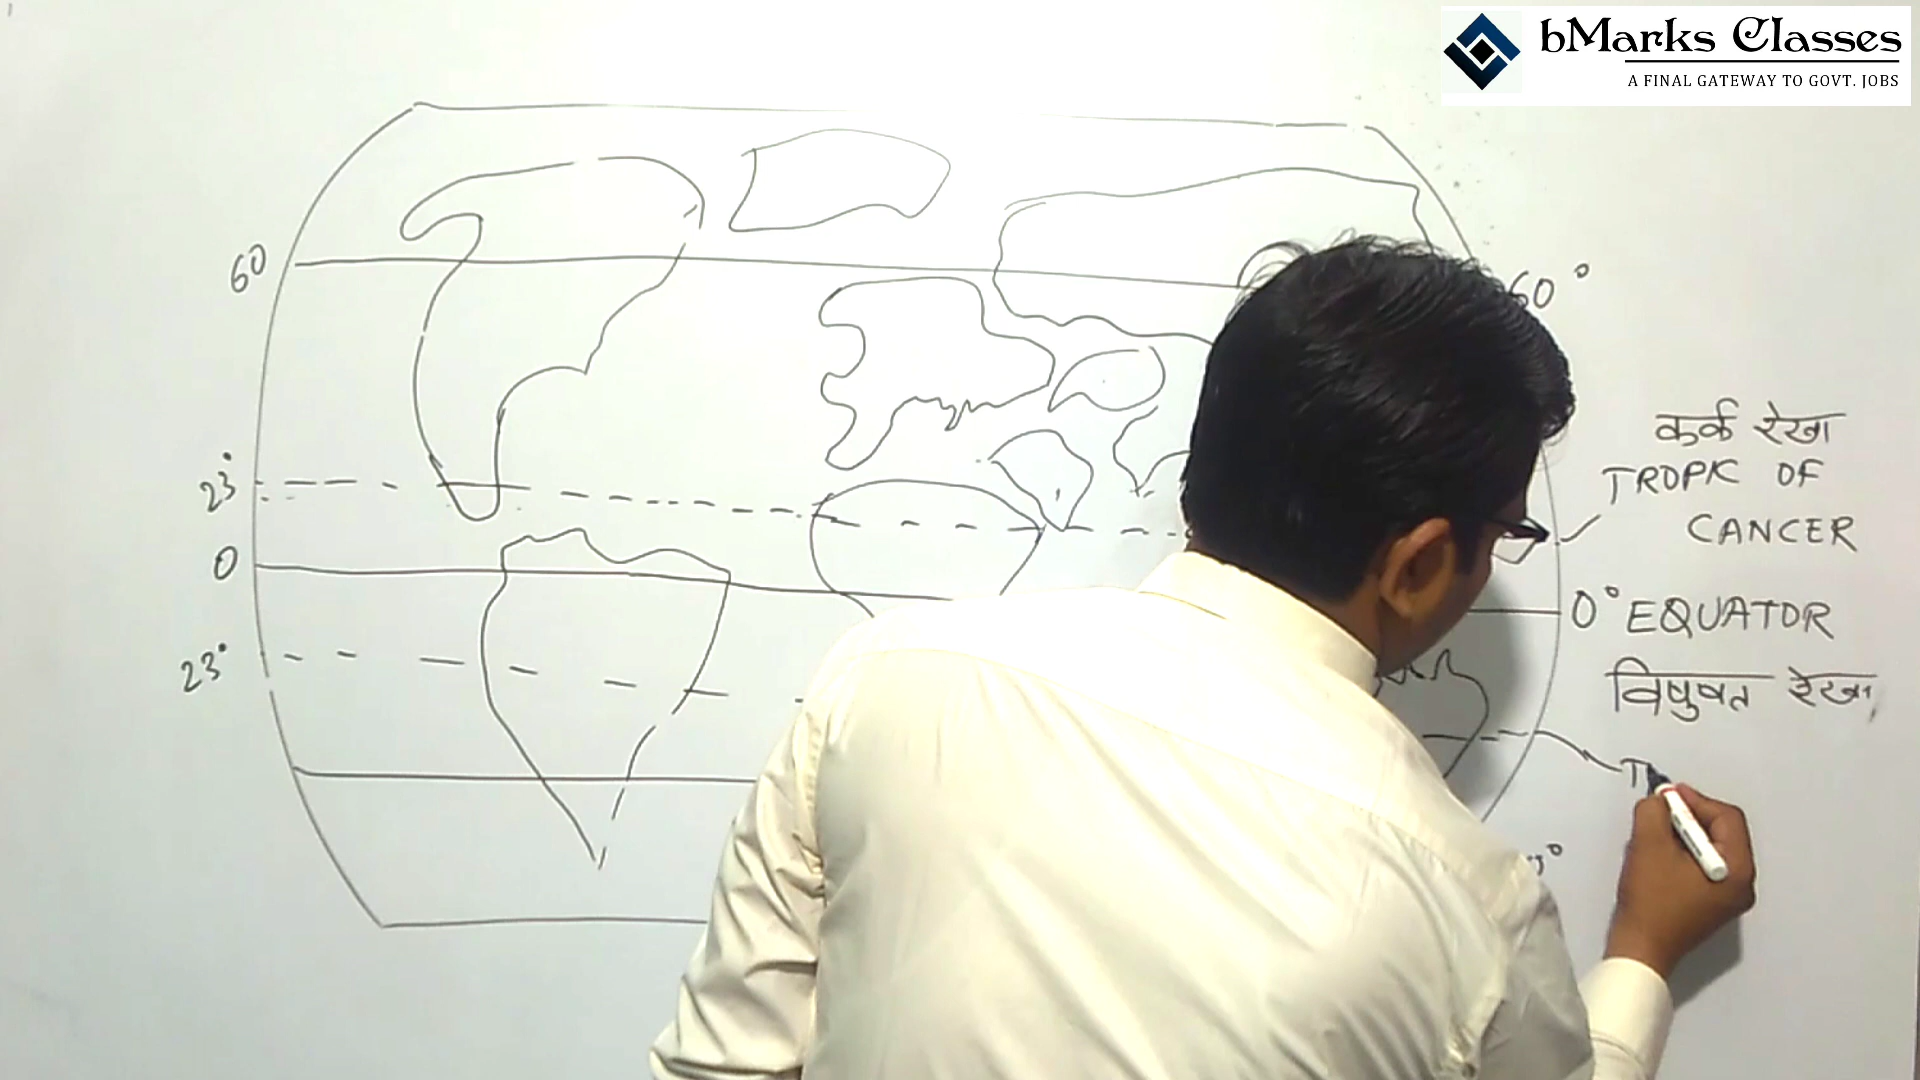 bMarks Classes
A FINAL GATEWAY TO GOVT. JOBS
60
60°
कर्क रेखा
23°
TROPIC OF
CANCER
0
0° EQUATOR
23°
विषुवत रेखा
T